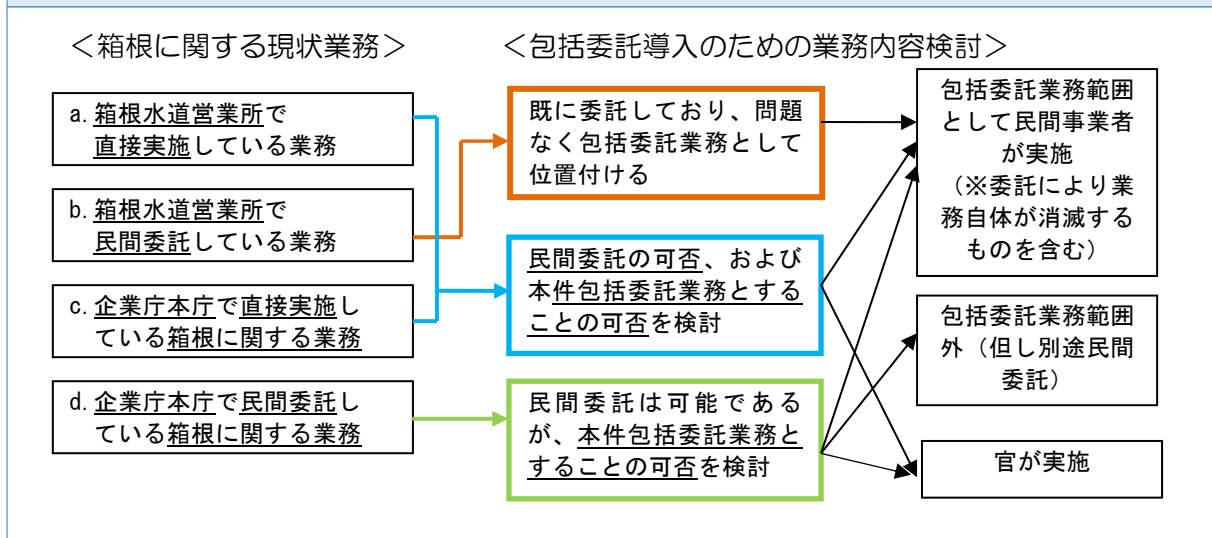 ＜箱根に関する現状業務＞
＜包括委託導入のための業務内容検討＞
a. 箱根水道営業所で
直接実施している業務
b. 箱根水道営業所で
民間委託している業務
c. 企業庁本庁で直接実施し
ている箱根に関する業務
d. 企業庁本庁で民間委託し
ている箱根に関する業務
既に委託しており、問題
なく包括委託業務として
位置付ける
民間委託の可否、および
本件包括委託業務とする
ことの可否を検討
民間委託は可能である
が、本件包括委託業務と
することの可否を検討
包括委託業務範囲
として民間事業者
が実施
（※委託により業
務自体が消滅する
ものを含む）
包括委託業務範囲
外（但し別途民間
委託）
官が実施